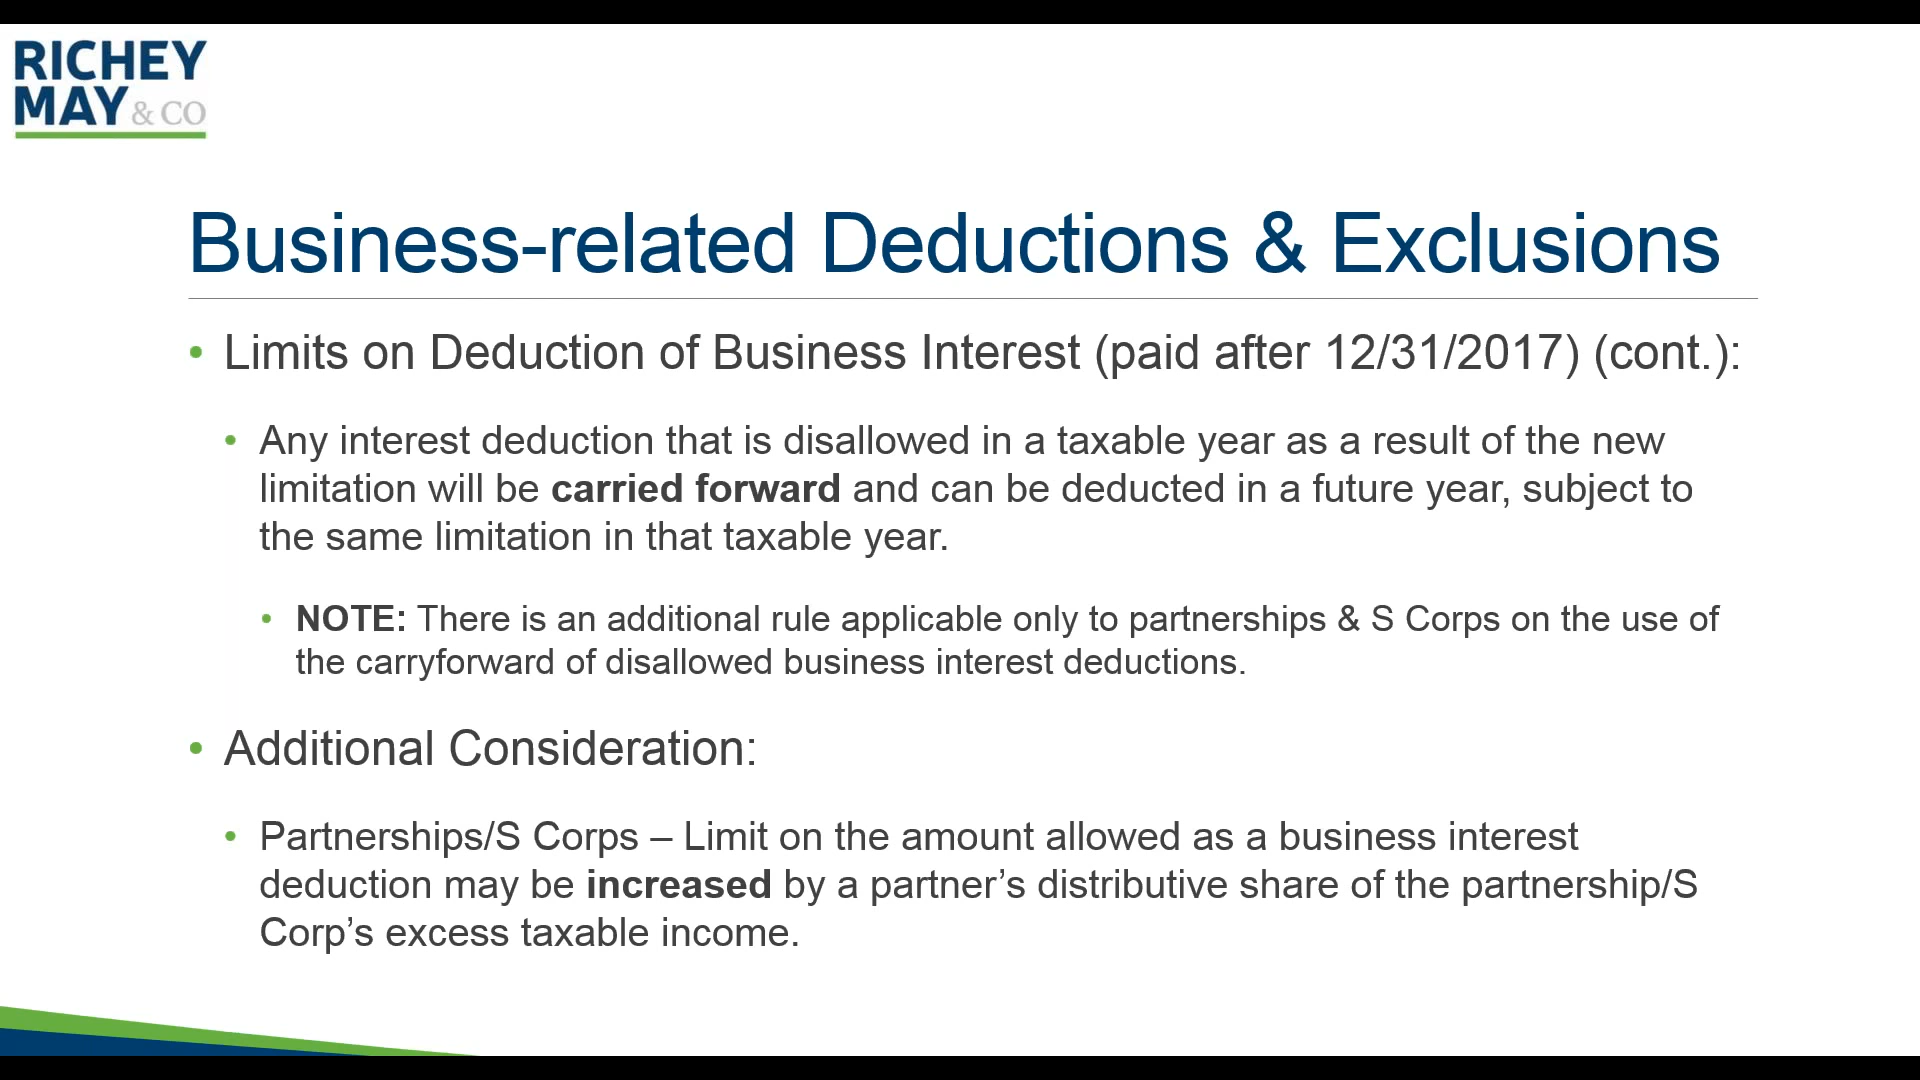 RICHEY
MAY & CO
Business-related Deductions & Exclusions
• Limits on Deduction of Business Interest (paid after 12/31/2017) (cont.):
• Any interest deduction that is disallowed in a taxable year as a result of the new
limitation will be carried forward and can be deducted in a future year, subject to
the same limitation in that taxable year.
• NOTE: There is an additional rule applicable only to partnerships & S Corps on the use of
the carryforward of disallowed business interest deductions.
• Additional Consideration:
• Partnerships/S Corps – Limit on the amount allowed as a business interest
deduction may be increased by a partner’s distributive share of the partnership/S
Corp’s excess taxable income.